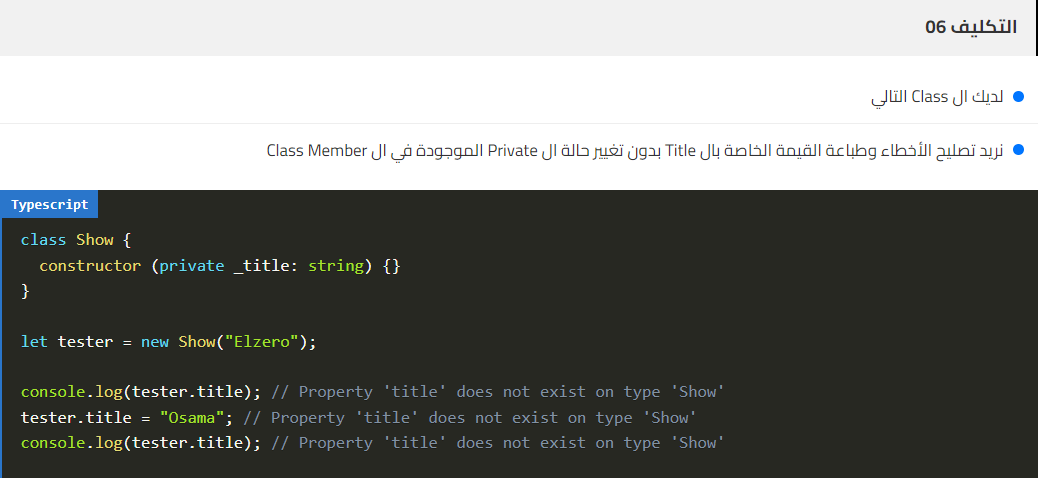 التكليف 06
لديك ال Class التالي
نريد تصليح الأخطاء وطباعة القيمة الخاصة بال Title بدون تغيير حالة ال Private الموجودة في ال Class Member
Typescript
class Show {
  constructor (private _title: string) {}
}
let tester = new Show("Elzero");
console.log(tester.title); // Property 'title' does not exist on type 'Show'
tester.title = "Osama"; // Property 'title' does not exist on type 'Show'
console.log(tester.title); // Property 'title' does not exist on type 'Show'